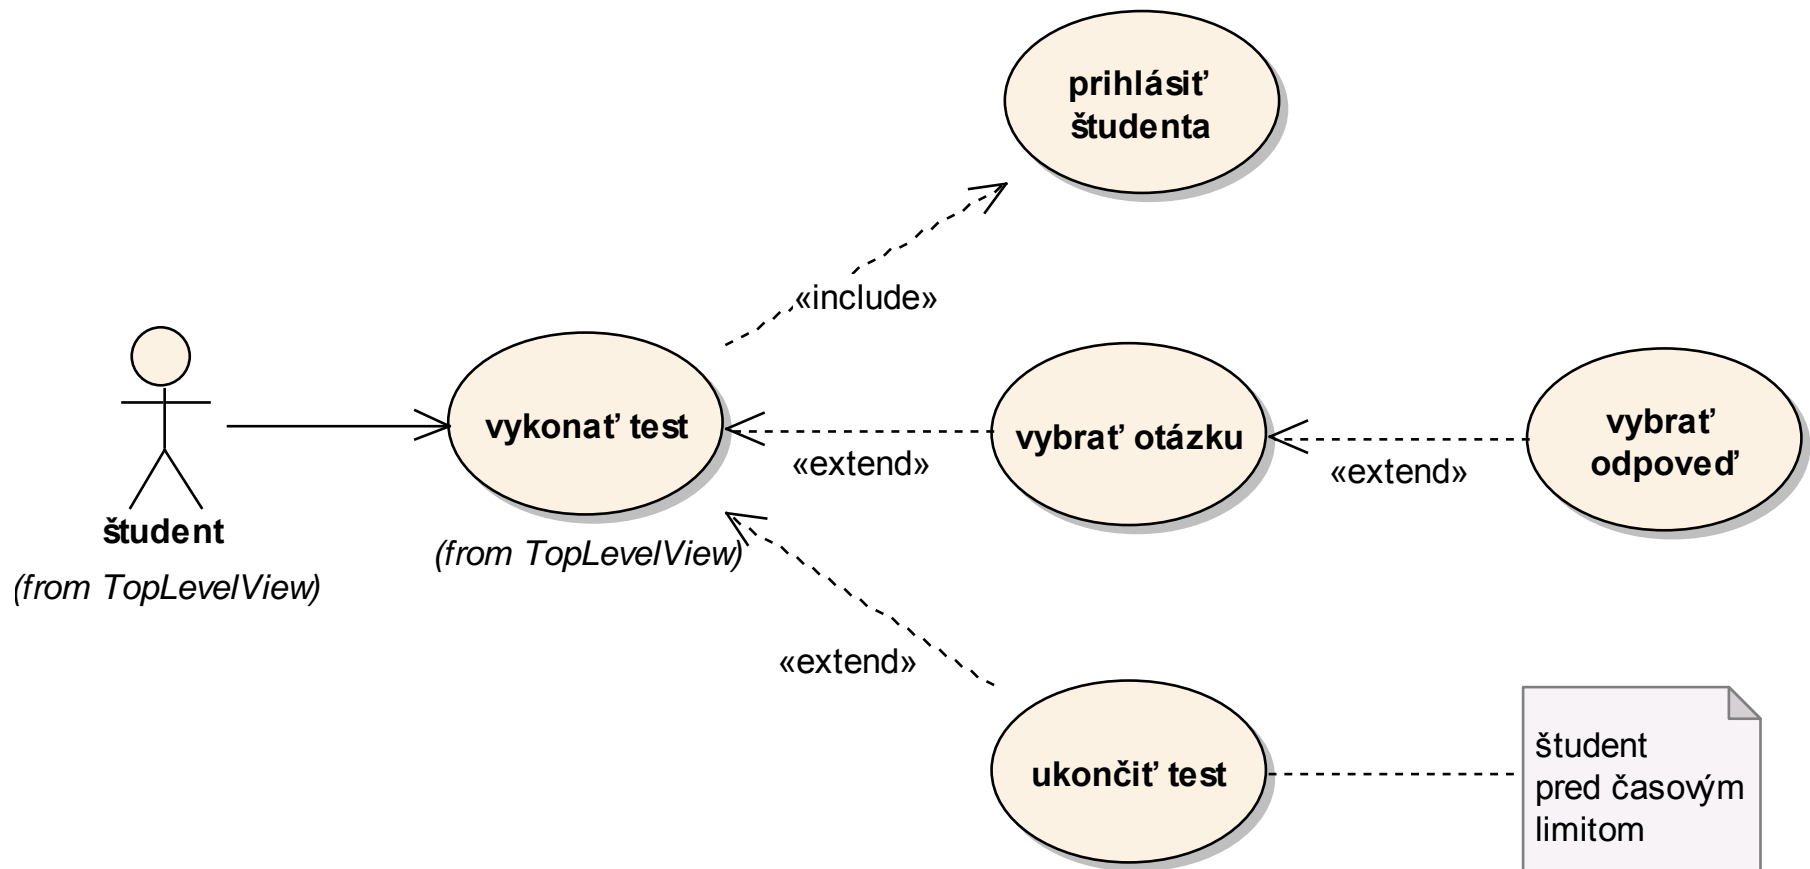 prihlásiť
študenta
«include»
vykonať test
(from TopLevelView)
študent
(from TopLevelView)
vybrať otázku
«extend»
vybrať
odpoveď
«extend»
«extend»
ukončiť test
študent
pred časovým
limitom